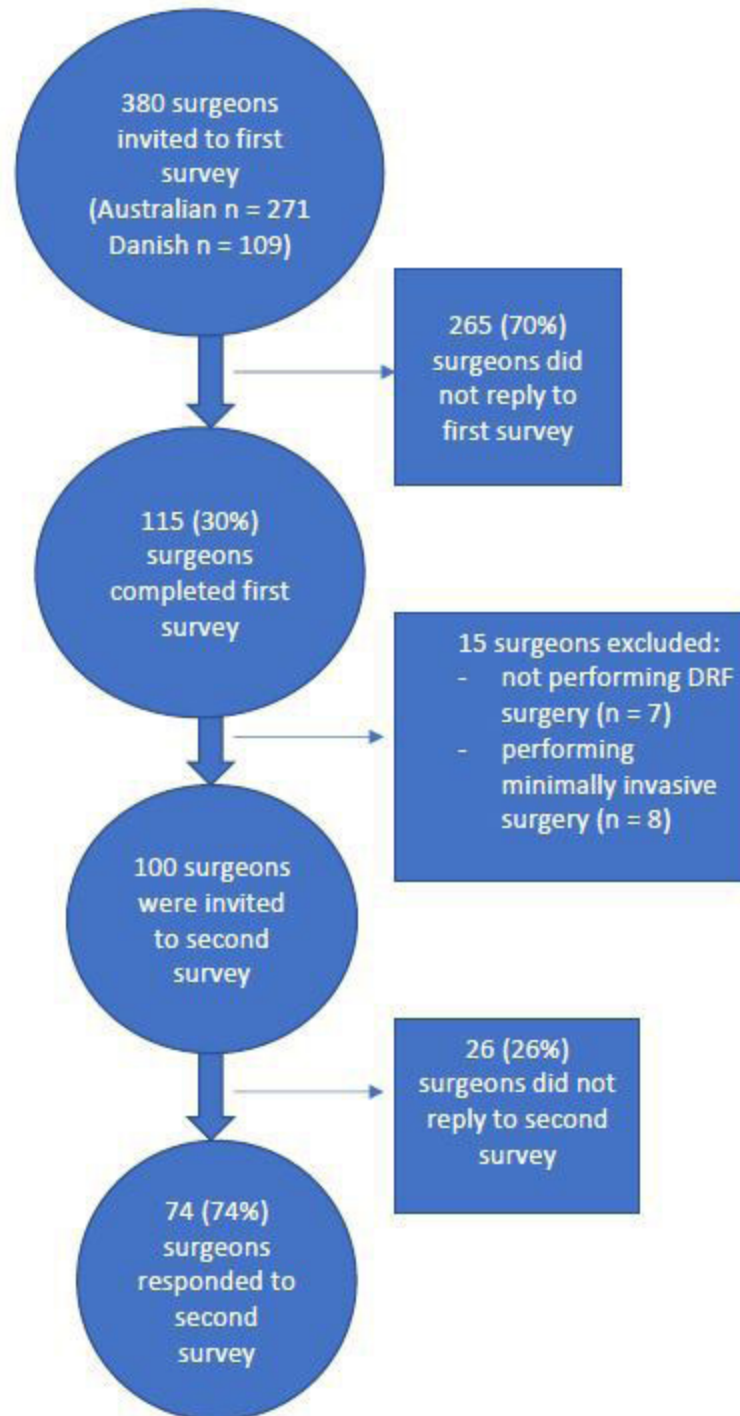 380 surgeons
invited to first
survey
(Australian n = 271
Danish n = 109)
265 (70%)
surgeons did
not reply to
first survey
115 (30%)
surgeons
completed first
survey
15 surgeons excluded:
- not performing DRF
surgery (n = 7)
- performing
minimally invasive
surgery (n = 8)
100 surgeons
were invited
to second
survey
26 (26%)
surgeons did not
reply to second
survey
74 (74%)
surgeons
responded to
second
survey